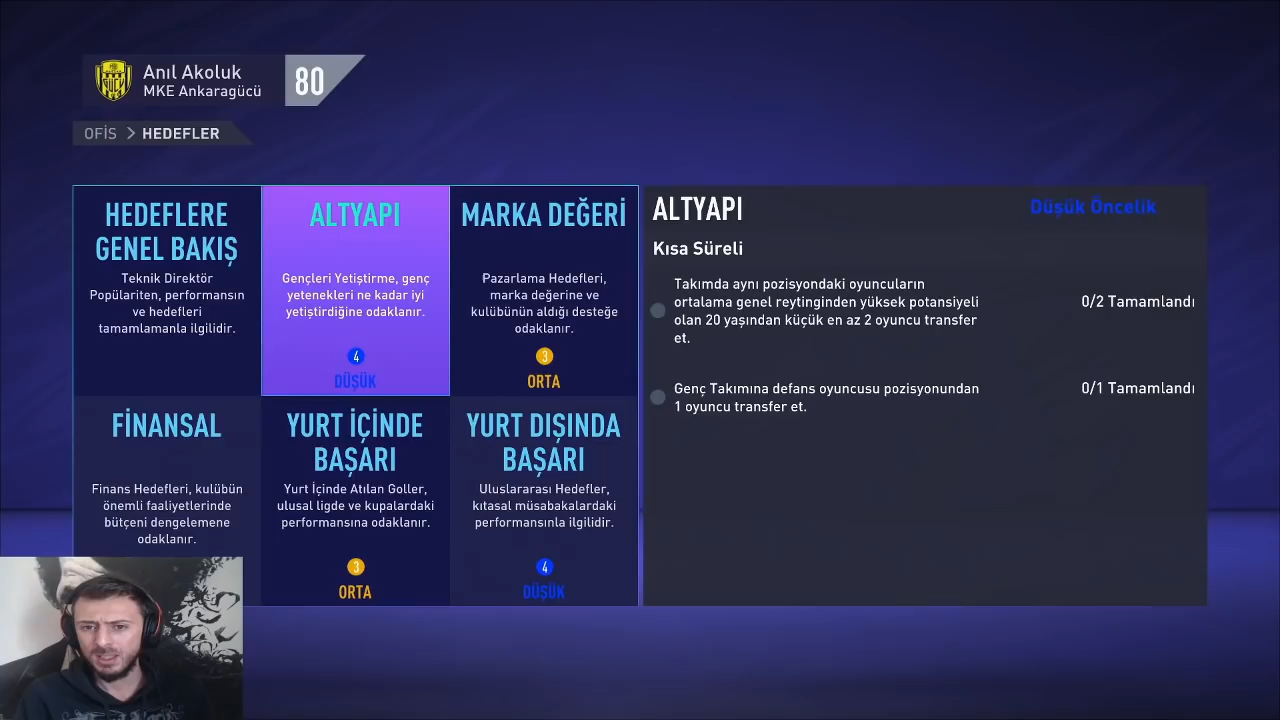 Anıl Akoluk
MKE Ankaragücü
80
OFİS > HEDEFLER
HEDEFLERE
GENEL BAKIŞ
Teknik Direktör
Popülariten, performansın
ve hedefleri
tamamlamanla ilgilidir.
ALTYAPI
Gençleri Yetiştirme, genç
yetenekleri ne kadar iyi
yetiştirdiğine odaklanır.
4
DÜŞÜK
MARKA DEĞERİ
Pazarlama Hedefleri,
marka değerine ve
kulübünün aldığı desteğe
odaklanır.
3
ORTA
FİNANSAL
Finans Hedefleri, kulübün
önemli faaliyetlerinde
bütçeni dengelemene
odaklanır.
YURT İÇİNDE
BAŞARI
Yurt İçinde Atılan Goller,
ulusal ligde ve kupalardaki
performansına odaklanır.
3
ORTA
YURT DIŞINDA
BAŞARI
Uluslararası Hedefler,
kıtasal müsabakalardaki
performansınla ilgilidir.
4
DÜŞÜK
ALTYAPI
Düşük Öncelik
Kısa Süreli
Takımda aynı pozisyondaki oyuncuların
ortalama genel reytinginden yüksek potansiyeli
olan 20 yaşından küçük en az 2 oyuncu transfer
et.
0/2 Tamamlandı
Genç Takımına defans oyuncusu pozisyonundan
1 oyuncu transfer et.
0/1 Tamamlandı